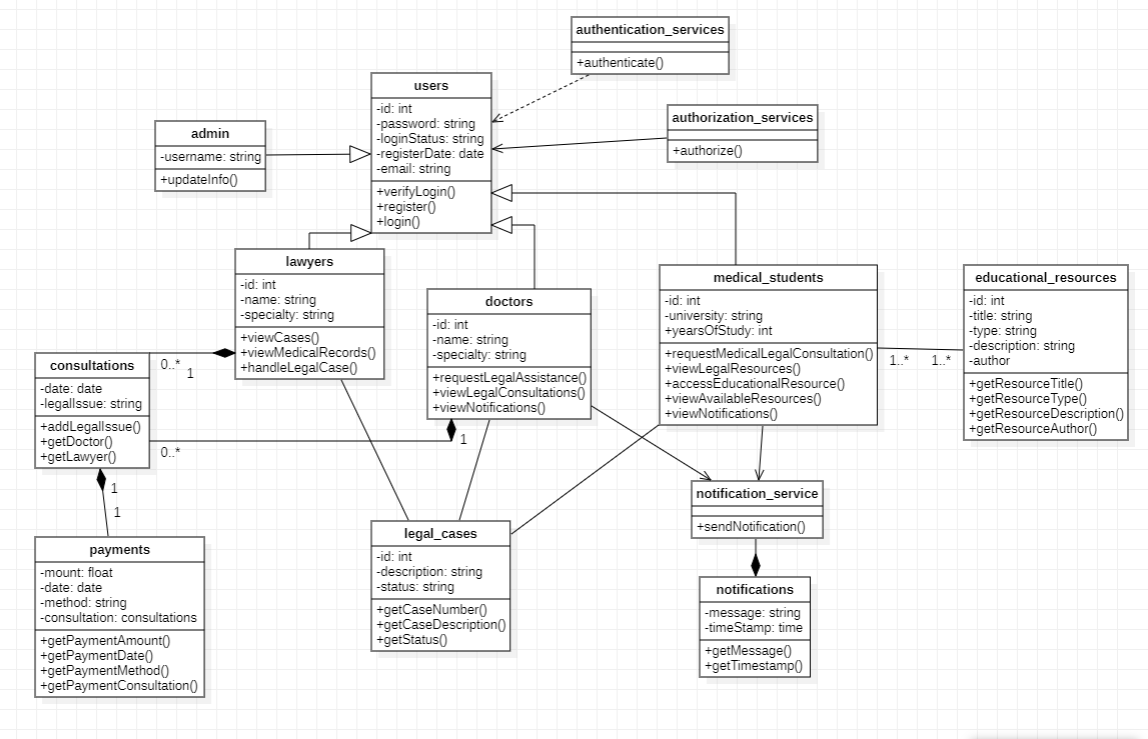 authentication_services
+authenticate()
users
-id: int
-password: string
-loginStatus: string
-registerDate: date
-email: string
+verifyLogin()
+register()
+login()
authorization_services
+authorize()
admin
-username: string
+updateInfo()
lawyers
-id: int
-name: string
-specialty: string
+viewCases()
+viewMedicalRecords()
+handleLegalCase()
doctors
-id: int
-name: string
-specialty: string
+requestLegalAssistance()
+viewLegalConsultations()
+viewNotifications()
medical_students
-id: int
-university: string
+yearsOfStudy: int
+requestMedicalLegalConsultation()
+viewLegalResources()
+accessEducationalResource()
+viewAvailableResources()
+viewNotifications()
1..*
1..*
educational_resources
-id: int
-title: string
-type: string
-description: string
-author
+getResourceTitle()
+getResourceType()
+getResourceDescription()
+getResourceAuthor()
consultations
-date: date
-legalIssue: string
+addLegalIssue()
+getDoctor()
+getLawyer()
0..*
1
0..*
1
1
1
payments
-mount: float
-date: date
-method: string
-consultation: consultations
+getPaymentAmount()
+getPaymentDate()
+getPaymentMethod()
+getPaymentConsultation()
legal_cases
-id: int
-description: string
-status: string
+getCaseNumber()
+getCaseDescription()
+getStatus()
notification_service
+sendNotification()
notifications
-message: string
-timeStamp: time
+getMessage()
+getTimestamp()